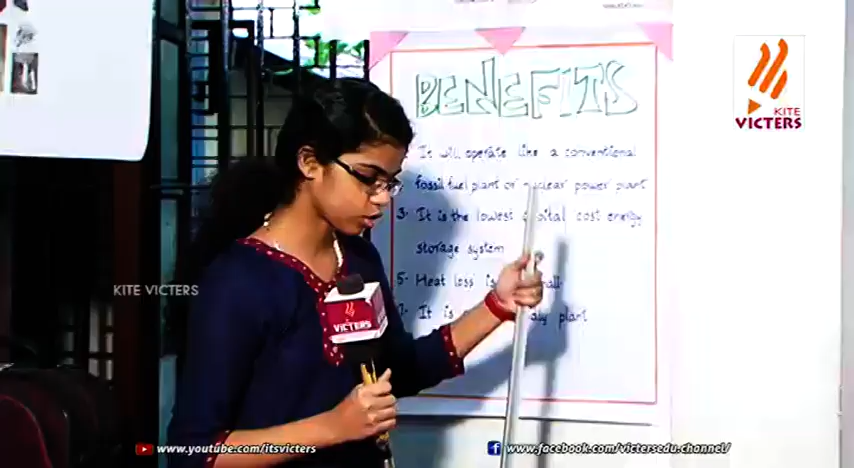 BENEFITS
It will operate like a conventional
fossil fuel plant or nuclear power plant
3. It is the lowest capital cost energy
storage system
5. Heat loss is
7. It is plant
KITE
VICTERS
KITE VICTERS
VICTERS
www.youtube.com/itsvicters
www.facebook.com/victersedu-channel/